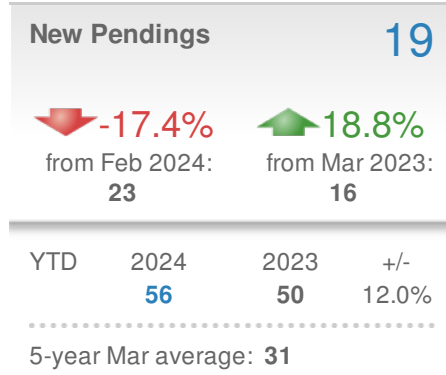 New Pendings 19
-17.4% 18.8%
from Feb 2024: from Mar 2023:
23 16
YTD 2024 2023 +/-
56 50 12.0%
5-year Mar average: 31